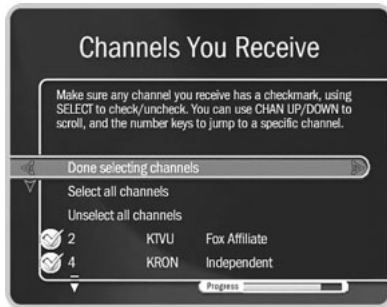 Channels You Receive
Make sure any channel you receive has a checkmark, using
SELECT to check/uncheck. You can use CHAN UP/DOWN to
scroll, and the number keys to jump to a specific channel.
Done selecting channels
Select all channels
Unselect all channels
2 KTVU Fox Affiliate
4 KRON Independent
Progress